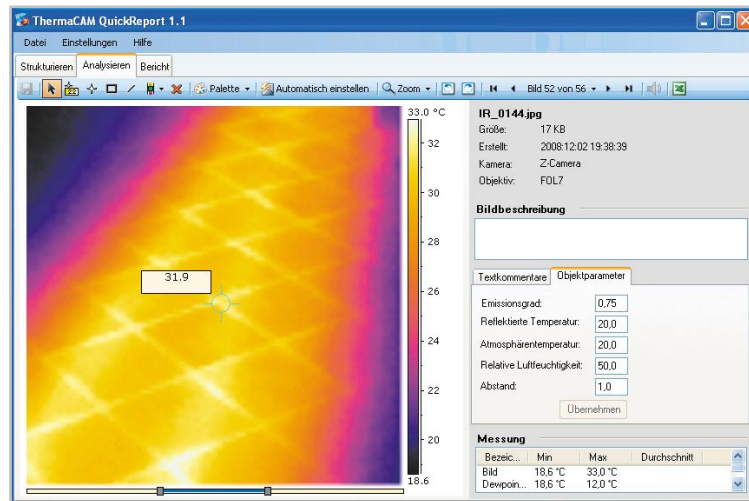 ThermaCAM QuickReport 1.1
Datei Einstellungen Hilfe
Strukturieren Analysieren Bericht
Palette Automatisch einstellen Zoom Bild 52 von 56
33.0 °C
32
30
28
26
24
22
20
18.6
31.9
IR_0144.jpg
Größe: 17 KB
Erstellt: 2008:12:02 19:38:39
Kamera: Z-Camera
Objektiv: FOL7
Bildbeschreibung
Textkommentare Objektparameter
Emissionsgrad: 0,75
Reflektierte Temperatur: 20,0
Atmosphärentemperatur: 20,0
Relative Luftfeuchtigkeit: 50,0
Abstand: 1,0
Übernehmen
Messung
Bezeic... Min Max Durchschnitt
Bild 18,6 °C 33,0 °C
Dewpoin... 18,6 °C 12,0 °C